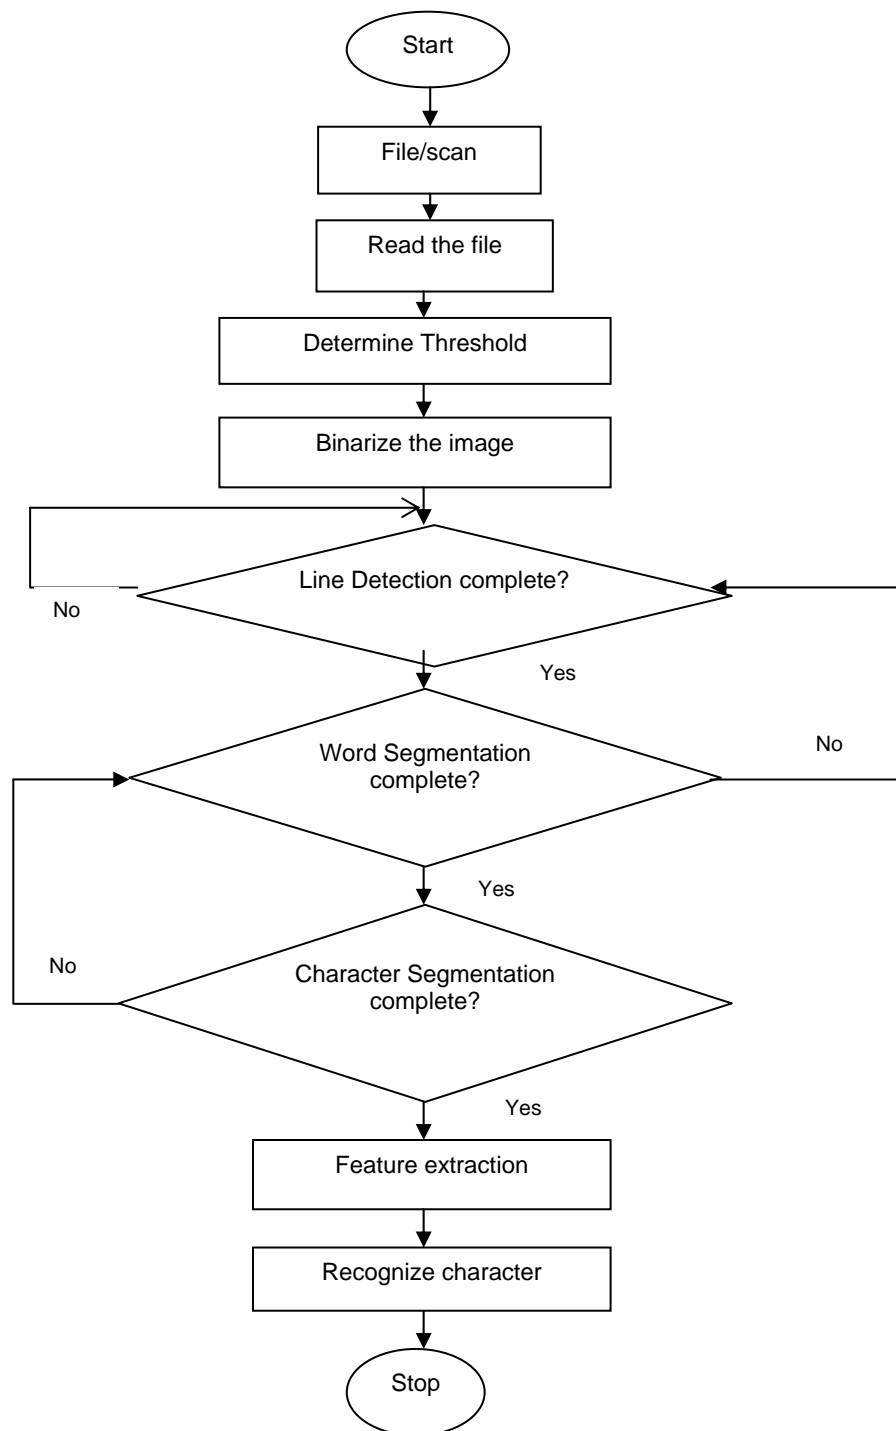 Start
File/scan
Read the file
Determine Threshold
Binarize the image
Line Detection complete?
No
Yes
Word Segmentation
complete?
No
Yes
Character Segmentation
complete?
No
Yes
Feature extraction
Recognize character
Stop